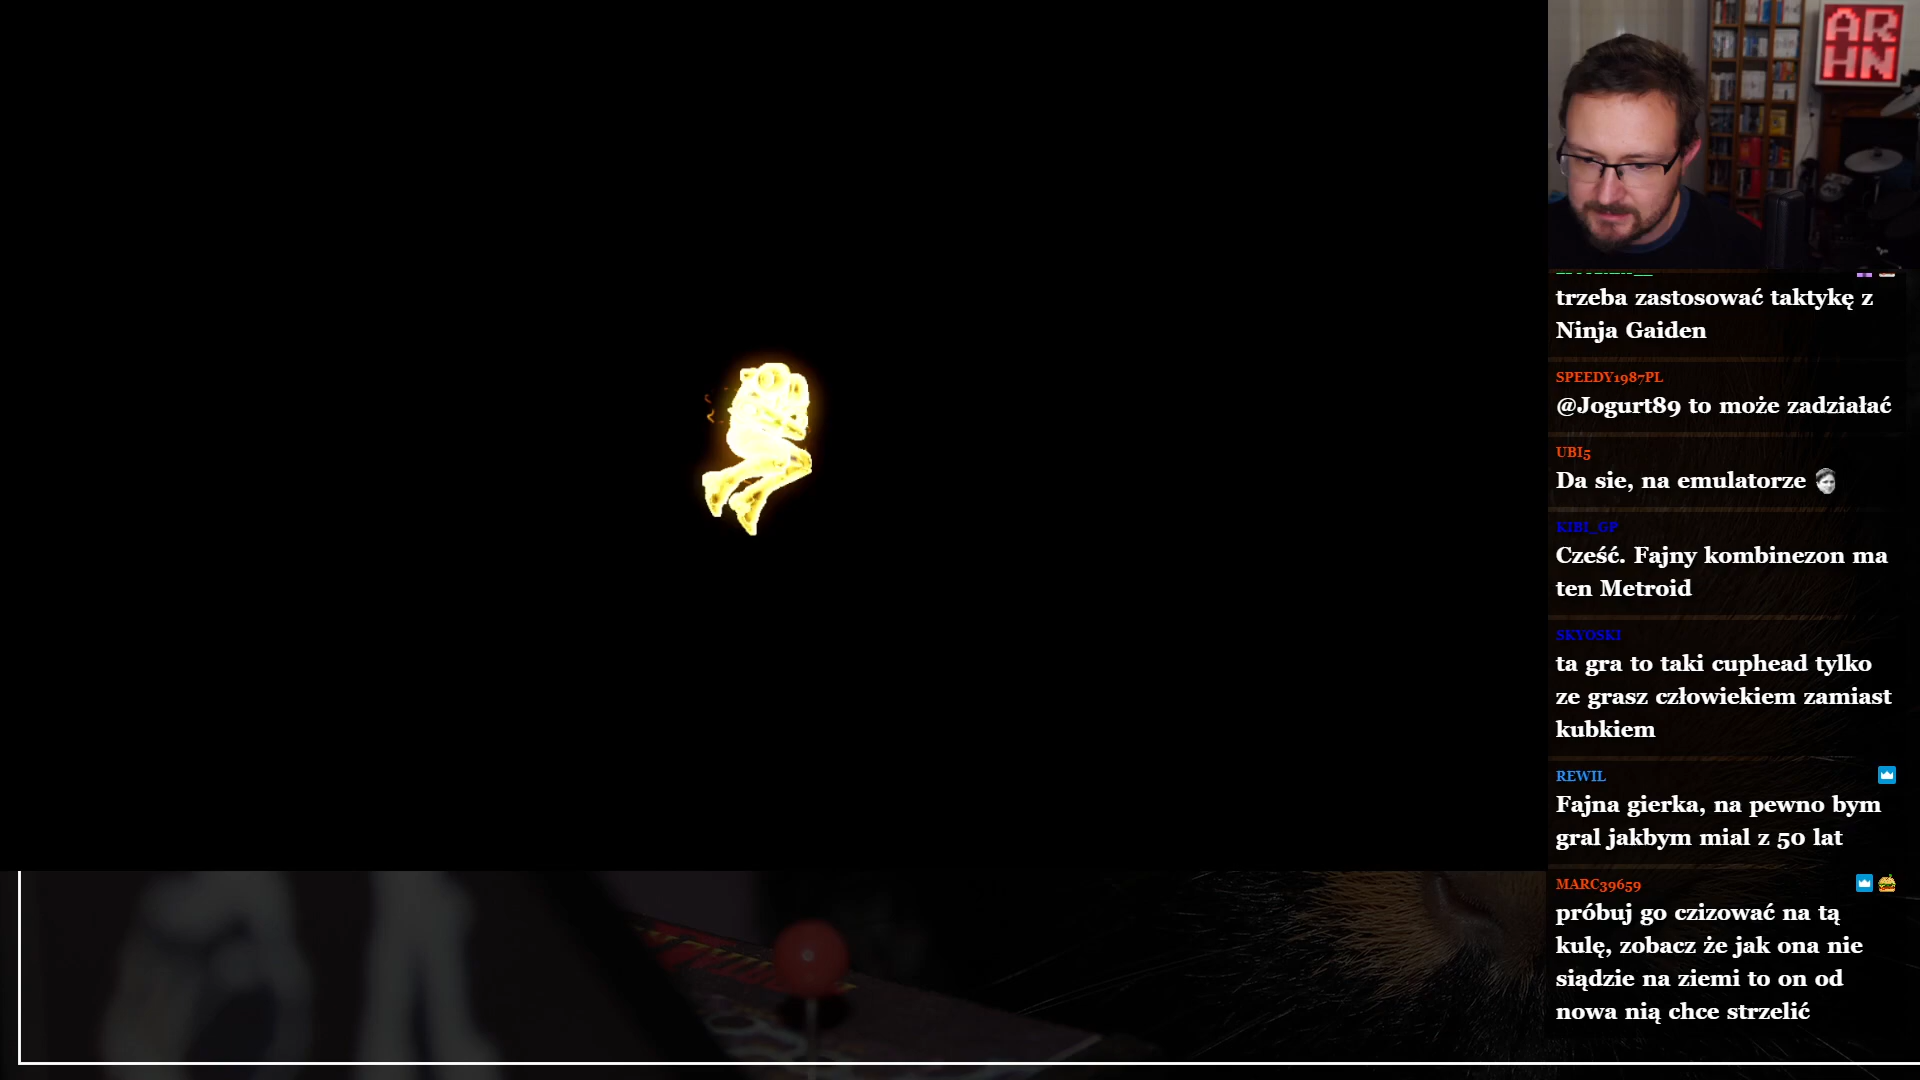 AR
HN
trzeba zastosować taktykę z
Ninja Gaiden
SPEEDY1987PL
@Jogurt89 to może zadziałać
UBI5
Da sie, na emulatorze
KIBI_GP
Cześć. Fajny kombinezon ma
ten Metroid
SKYOSKI
ta gra to taki cuphead tylko
ze grasz człowiekiem zamiast
kubkiem
REWIL
Fajna gierka, na pewno bym
gral jakbym mial z 50 lat
MARC39659
próbuj go czizować na tą
kulę, zobacz że jak ona nie
siądzie na ziemi to on od
nowa nią chce strzelić